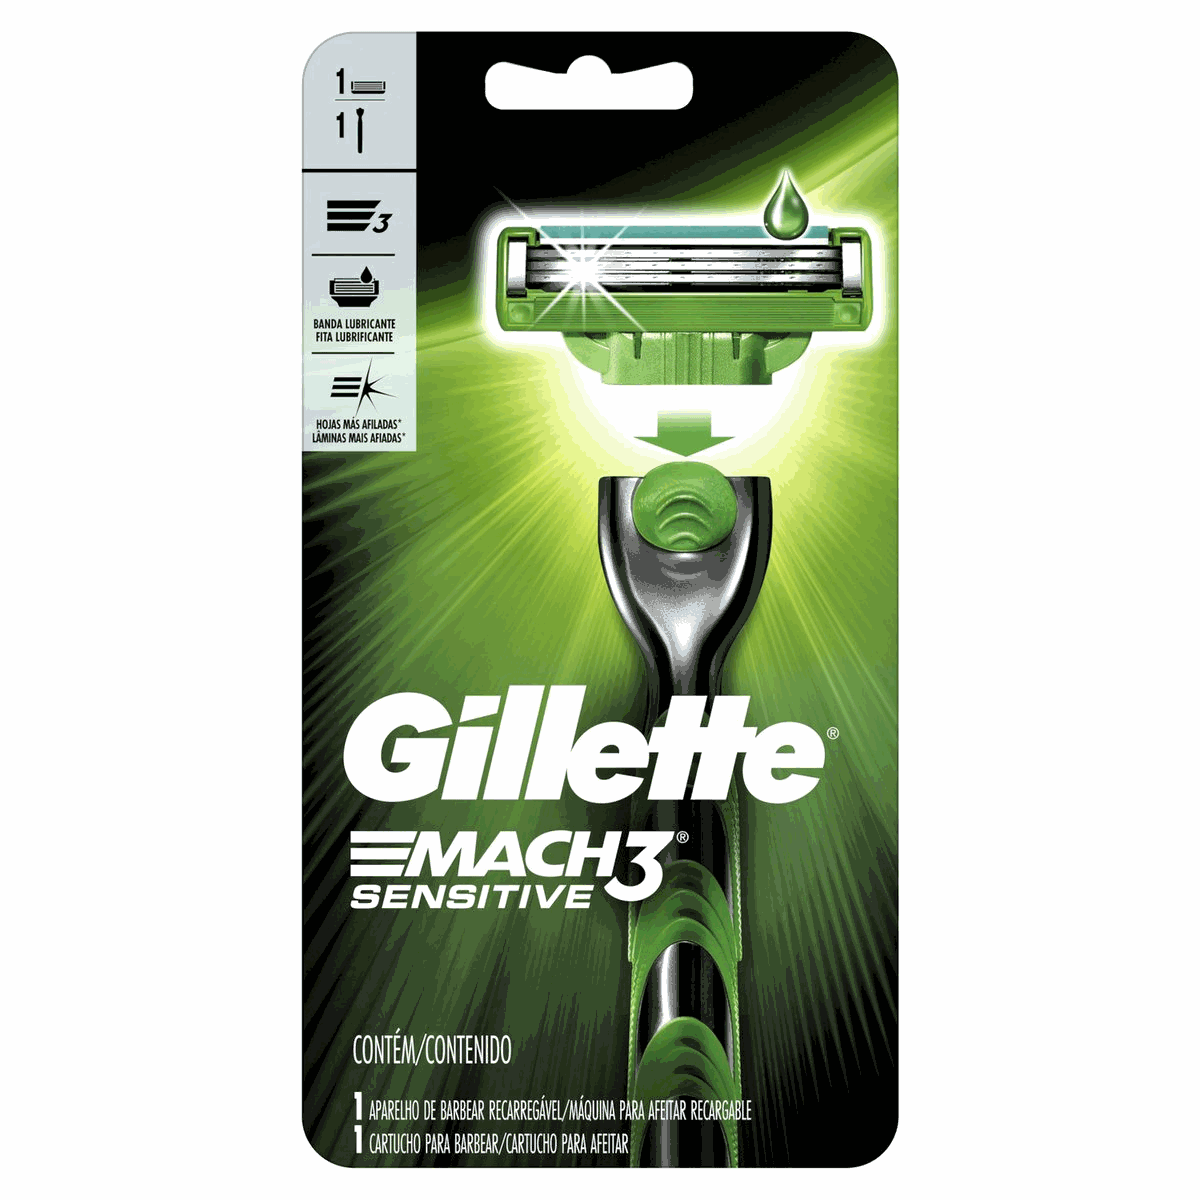 1
1
3
BANDA LUBRICANTE
FITA LUBRIFICANTE
HOJAS MÁS AFILADAS*
LÂMINAS MAIS AFIADAS*
Gillette®
MACH3®
SENSITIVE
CONTÉM/CONTENIDO
1 APARELHO DE BARBEAR RECARREGÁVEL/MÁQUINA PARA AFEITAR RECARGABLE
1 CARTUCHO PARA BARBEAR/CARTUCHO PARA AFEITAR